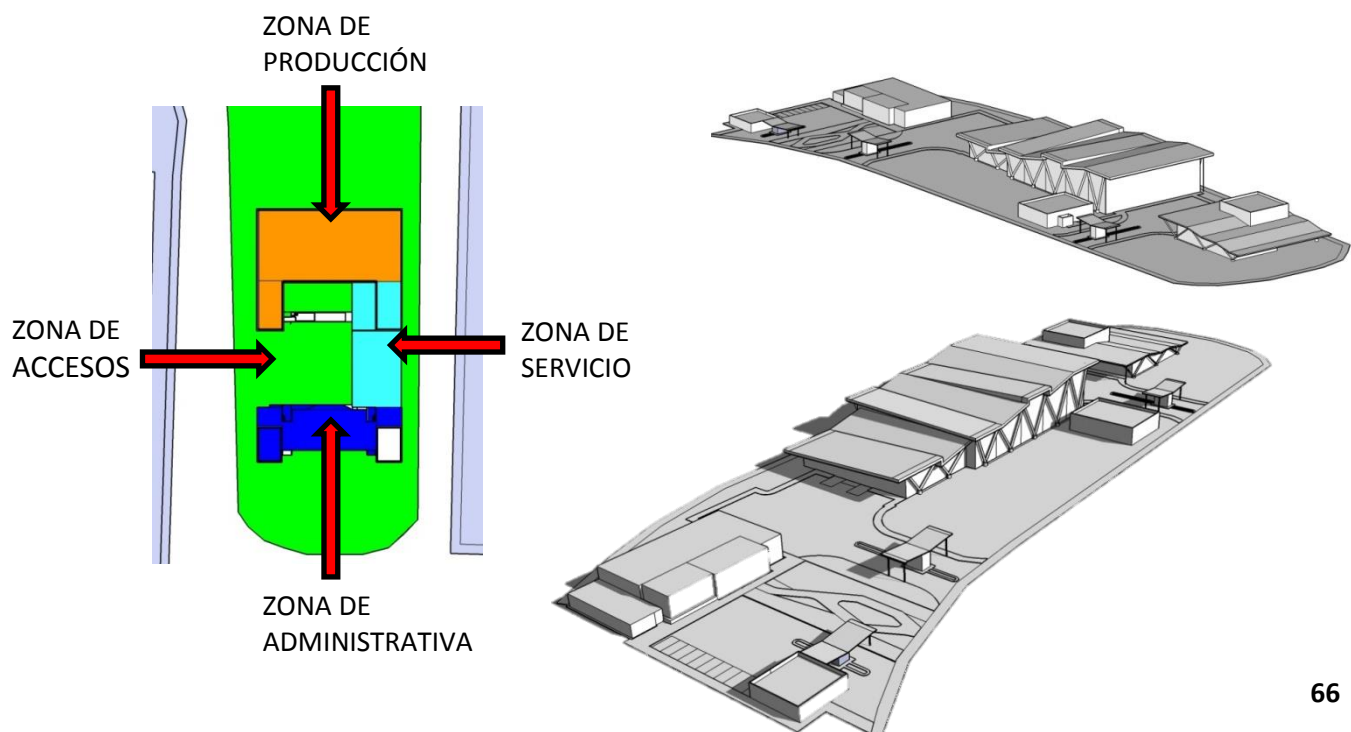 ZONA DE
PRODUCCIÓN
ZONA DE
ACCESOS
ZONA DE
SERVICIO
ZONA DE
ADMINISTRATIVA
66